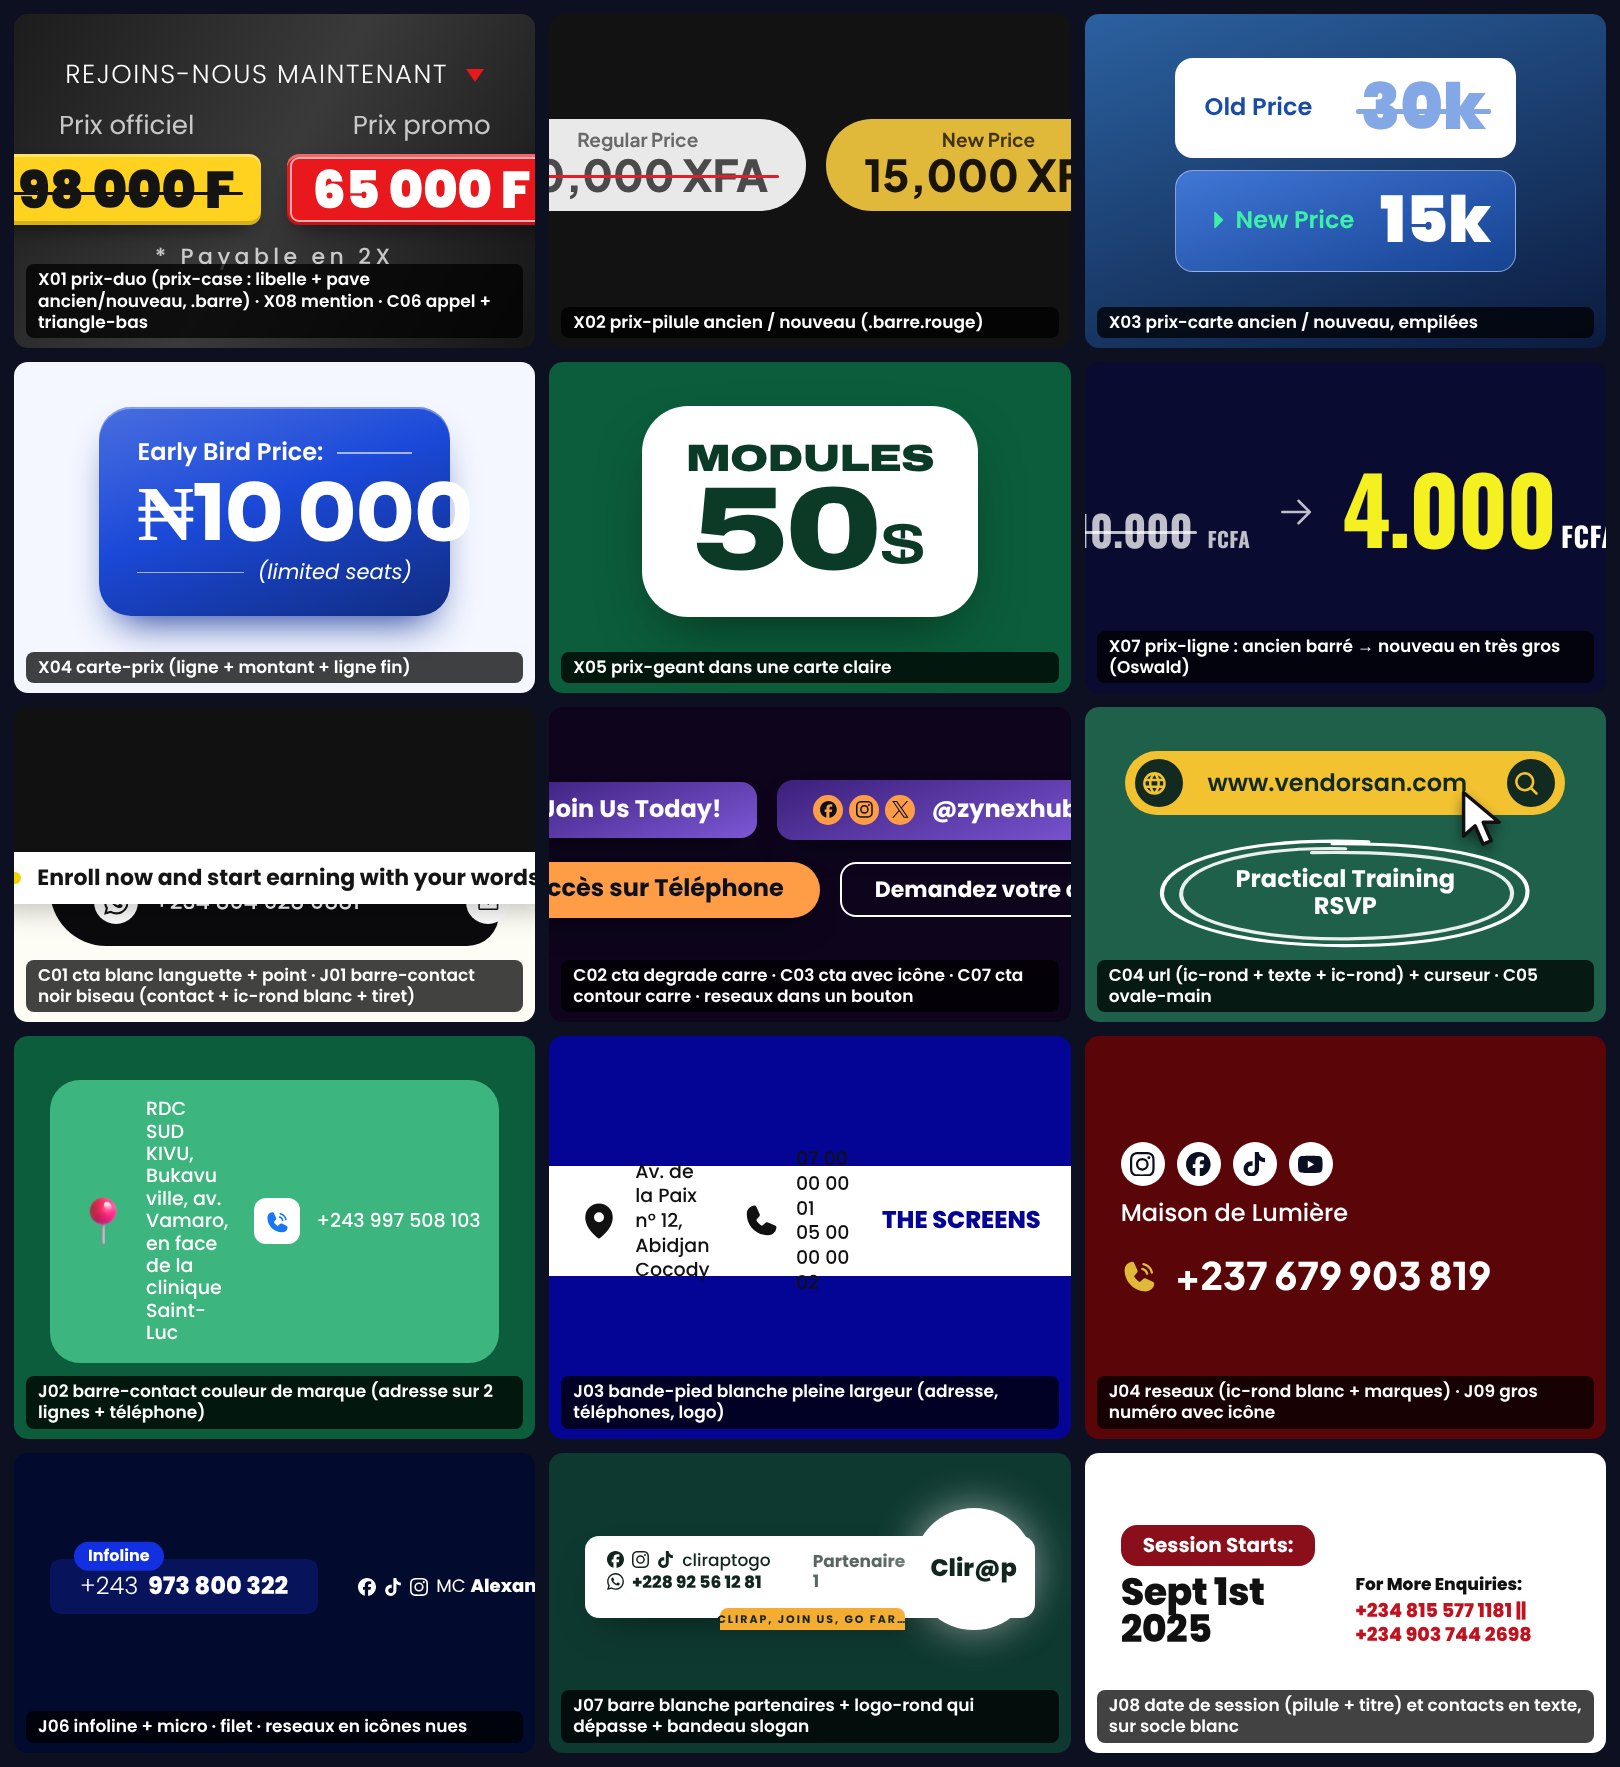 REJOINS-NOUS MAINTENANT
Prix officiel
Prix promo
98 000 F
65 000 F
* Payable en 2X
X01 prix-duo (prix-case : libelle + pave
ancien/nouveau, .barre) · X08 mention · C06 appel +
triangle-bas
Regular Price
0,000 XFA
New Price
15,000 XF
X02 prix-pilule ancien / nouveau (.barre.rouge)
Old Price
30k
New Price
15k
X03 prix-carte ancien / nouveau, empilées
Early Bird Price:
₦10 000
(limited seats)
X04 carte-prix (ligne + montant + ligne fin)
MODULES
50$
X05 prix-geant dans une carte claire
10.000 FCFA
→
4.000 FCFA
X07 prix-ligne : ancien barré → nouveau en très gros
(Oswald)
Enroll now and start earning with your words
C01 cta blanc languette + point · J01 barre-contact
noir biseau (contact + ic-rond blanc + tiret)
Join Us Today!
@zynexhub
ccès sur Téléphone
Demandez votre
C02 cta degrade carre · C03 cta avec icône · C07 cta
contour carre · reseaux dans un bouton
www.vendorsan.com
Practical Training
RSVP
C04 url (ic-rond + texte + ic-rond) + curseur · C05
ovale-main
RDC
SUD
KIVU,
Bukavu
ville, av.
Vamaro,
en face
de la
clinique
Saint-
Luc
+243 997 508 103
J02 barre-contact couleur de marque (adresse sur 2
lignes + téléphone)
Av. de
la Paix
n° 12,
Abidjan
Cocody
07 00
00 00
01
05 00
00 00
02
THE SCREENS
J03 bande-pied blanche pleine largeur (adresse,
téléphones, logo)
Maison de Lumière
+237 679 903 819
J04 reseaux (ic-rond blanc + marques) · J09 gros
numéro avec icône
Infoline
+243 973 800 322
MC Alexan
J06 infoline + micro · filet · reseaux en icônes nues
cliraptogo
+228 92 56 12 81
Partenaire
1
Clir@p
CLIRAP, JOIN US, GO FAR...
J07 barre blanche partenaires + logo-rond qui
dépasse + bandeau slogan
Session Starts:
Sept 1st
2025
For More Enquiries:
+234 815 577 1181 ||
+234 903 744 2698
J08 date de session (pilule + titre) et contacts en texte,
sur socle blanc